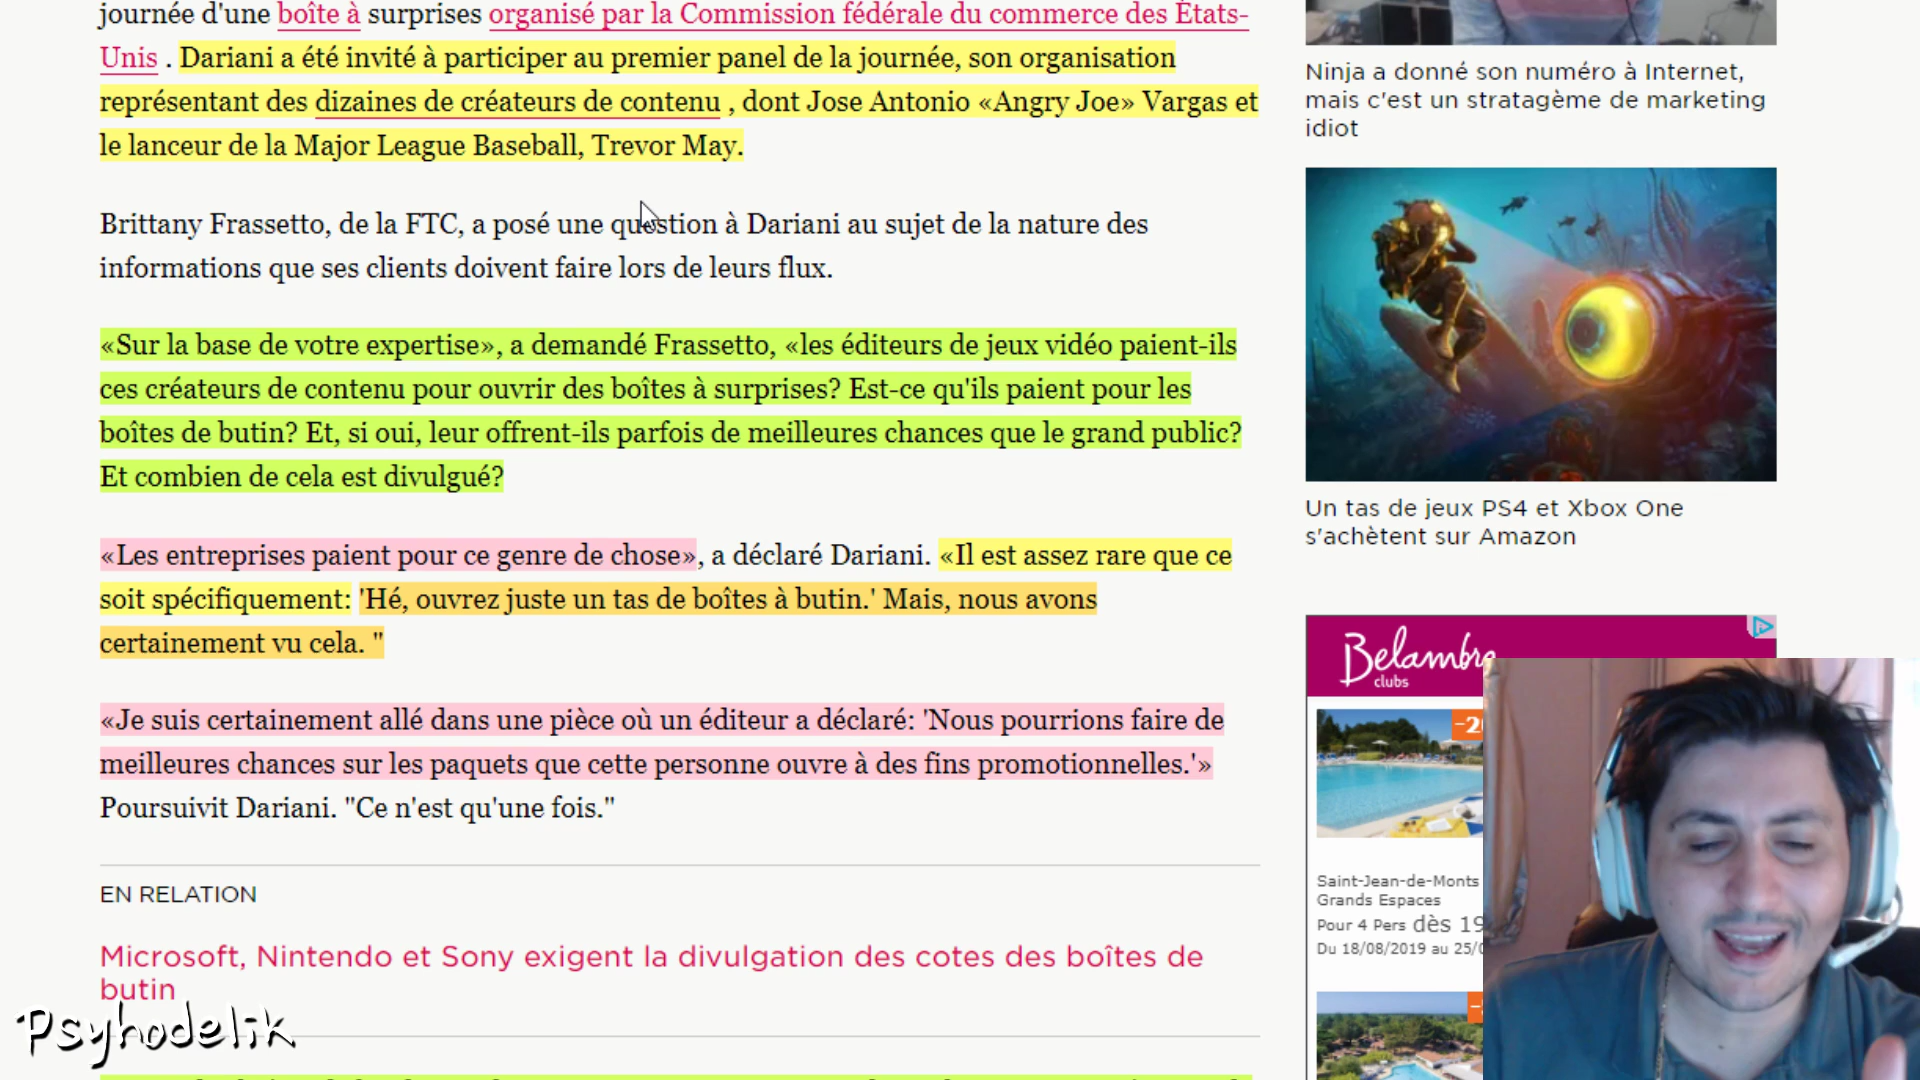 journée d'une boîte à surprises organisé par la Commission fédérale du commerce des États-
Unis . Dariani a été invité à participer au premier panel de la journée, son organisation
représentant des dizaines de créateurs de contenu , dont Jose Antonio «Angry Joe» Vargas et
le lanceur de la Major League Baseball, Trevor May.
Brittany Frassetto, de la FTC, a posé une question à Dariani au sujet de la nature des
informations que ses clients doivent faire lors de leurs flux.
«Sur la base de votre expertise», a demandé Frassetto, «les éditeurs de jeux vidéo paient-ils
ces créateurs de contenu pour ouvrir des boîtes à surprises? Est-ce qu'ils paient pour les
boîtes de butin? Et, si oui, leur offrent-ils parfois de meilleures chances que le grand public?
Et combien de cela est divulgué?
«Les entreprises paient pour ce genre de chose», a déclaré Dariani. «Il est assez rare que ce
soit spécifiquement: 'Hé, ouvrez juste un tas de boîtes à butin.' Mais, nous avons
certainement vu cela. "
«Je suis certainement allé dans une pièce où un éditeur a déclaré: 'Nous pourrions faire de
meilleures chances sur les paquets que cette personne ouvre à des fins promotionnelles.'»
Poursuivit Dariani. "Ce n'est qu'une fois."
EN RELATION
Microsoft, Nintendo et Sony exigent la divulgation des cotes des boîtes de
butin
Psyhodelik
Ninja a donné son numéro à Internet,
mais c'est un stratagème de marketing
idiot
Un tas de jeux PS4 et Xbox One
s'achètent sur Amazon
Belambra
clubs
Saint-Jean-de-Monts
Grands Espaces
Pour 4 Pers dès 19
Du 18/08/2019 au 25/0